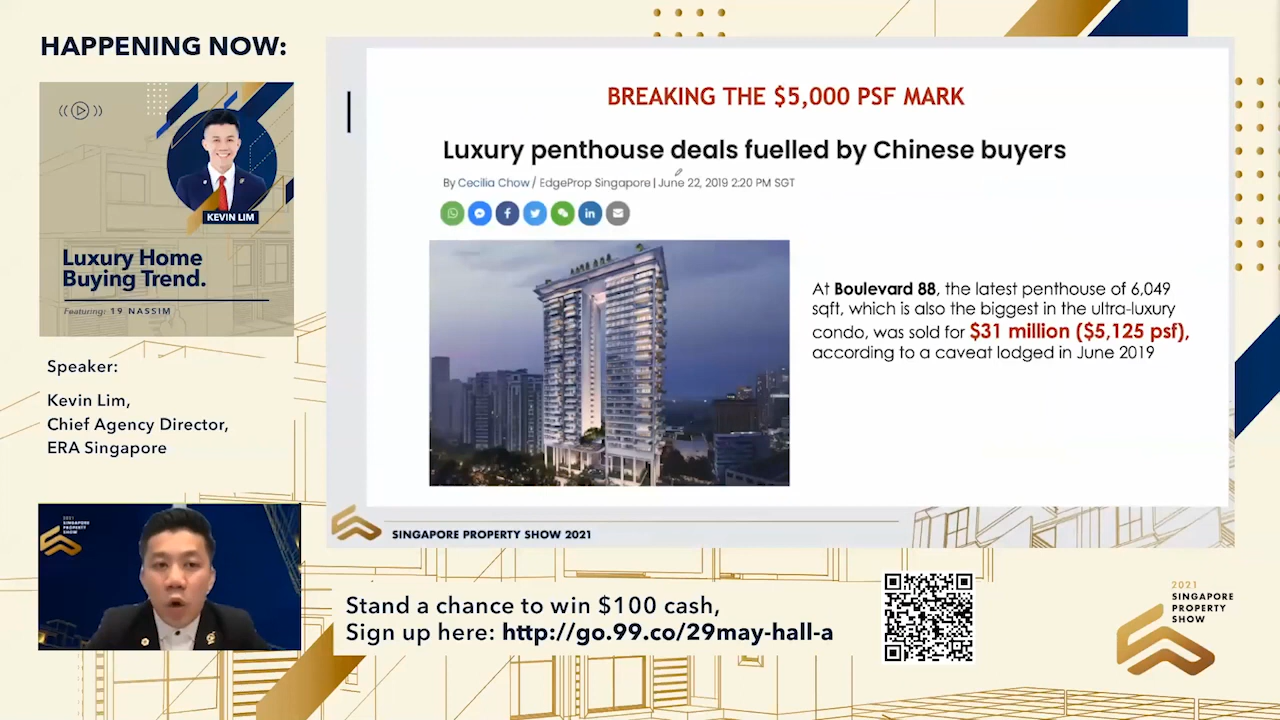 HAPPENING NOW:
KEVIN LIM
Luxury Home
Buying Trend.
Featuring: 19 NASSIM
Speaker:
Kevin Lim,
Chief Agency Director,
ERA Singapore
2021
SINGAPORE
PROPERTY
SHOW
BREAKING THE $5,000 PSF MARK
Luxury penthouse deals fuelled by Chinese buyers
By Cecilia Chow / EdgeProp Singapore | June 22, 2019 2:20 PM SGT
At Boulevard 88, the latest penthouse of 6,049
sqft, which is also the biggest in the ultra-luxury
condo, was sold for $31 million ($5,125 psf),
according to a caveat lodged in June 2019
SINGAPORE PROPERTY SHOW 2021
Stand a chance to win $100 cash,
Sign up here: http://go.99.co/29may-hall-a
2021
SINGAPORE
PROPERTY
SHOW